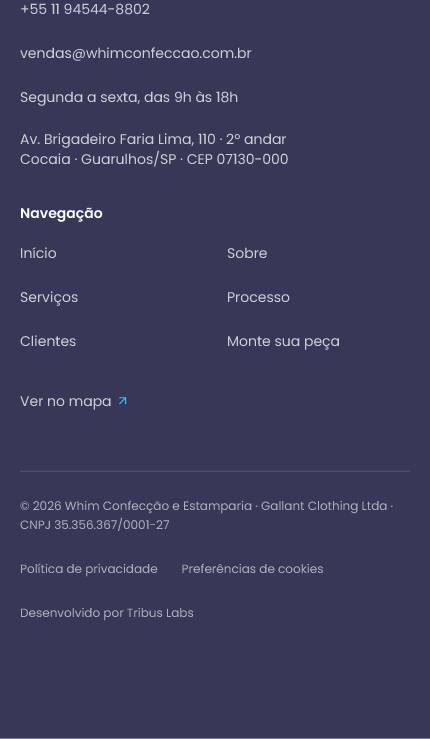 +55 11 94544-8802
vendas@whimconfeccao.com.br
Segunda a sexta, das 9h às 18h
Av. Brigadeiro Faria Lima, 110 · 2º andar
Cocaia · Guarulhos/SP · CEP 07130-000
Navegação
Início
Sobre
Serviços
Processo
Clientes
Monte sua peça
Ver no mapa
© 2026 Whim Confecção e Estamparia · Gallant Clothing Ltda ·
CNPJ 35.356.367/0001-27
Política de privacidade
Preferências de cookies
Desenvolvido por Tribus Labs